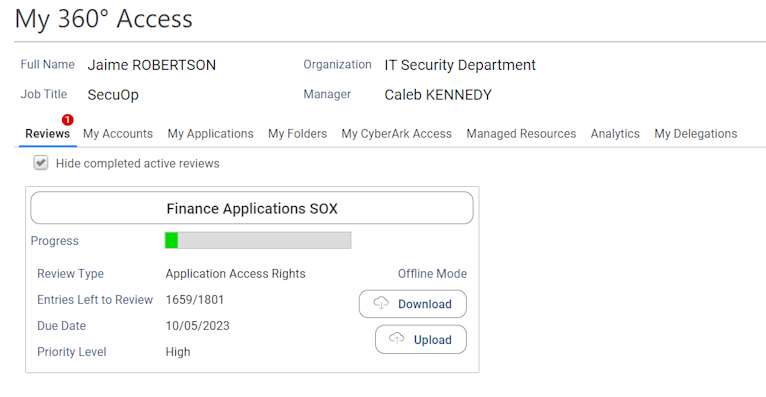 My 360° Access
Full Name Jaime ROBERTSON Organization IT Security Department
Job Title SecuOp Manager Caleb KENNEDY
1
Reviews My Accounts My Applications My Folders My CyberArk Access Managed Resources Analytics My Delegations
Hide completed active reviews
Finance Applications SOX
Progress
Review Type Application Access Rights Offline Mode
Entries Left to Review 1659/1801 Download
Due Date 10/05/2023
Upload
Priority Level High